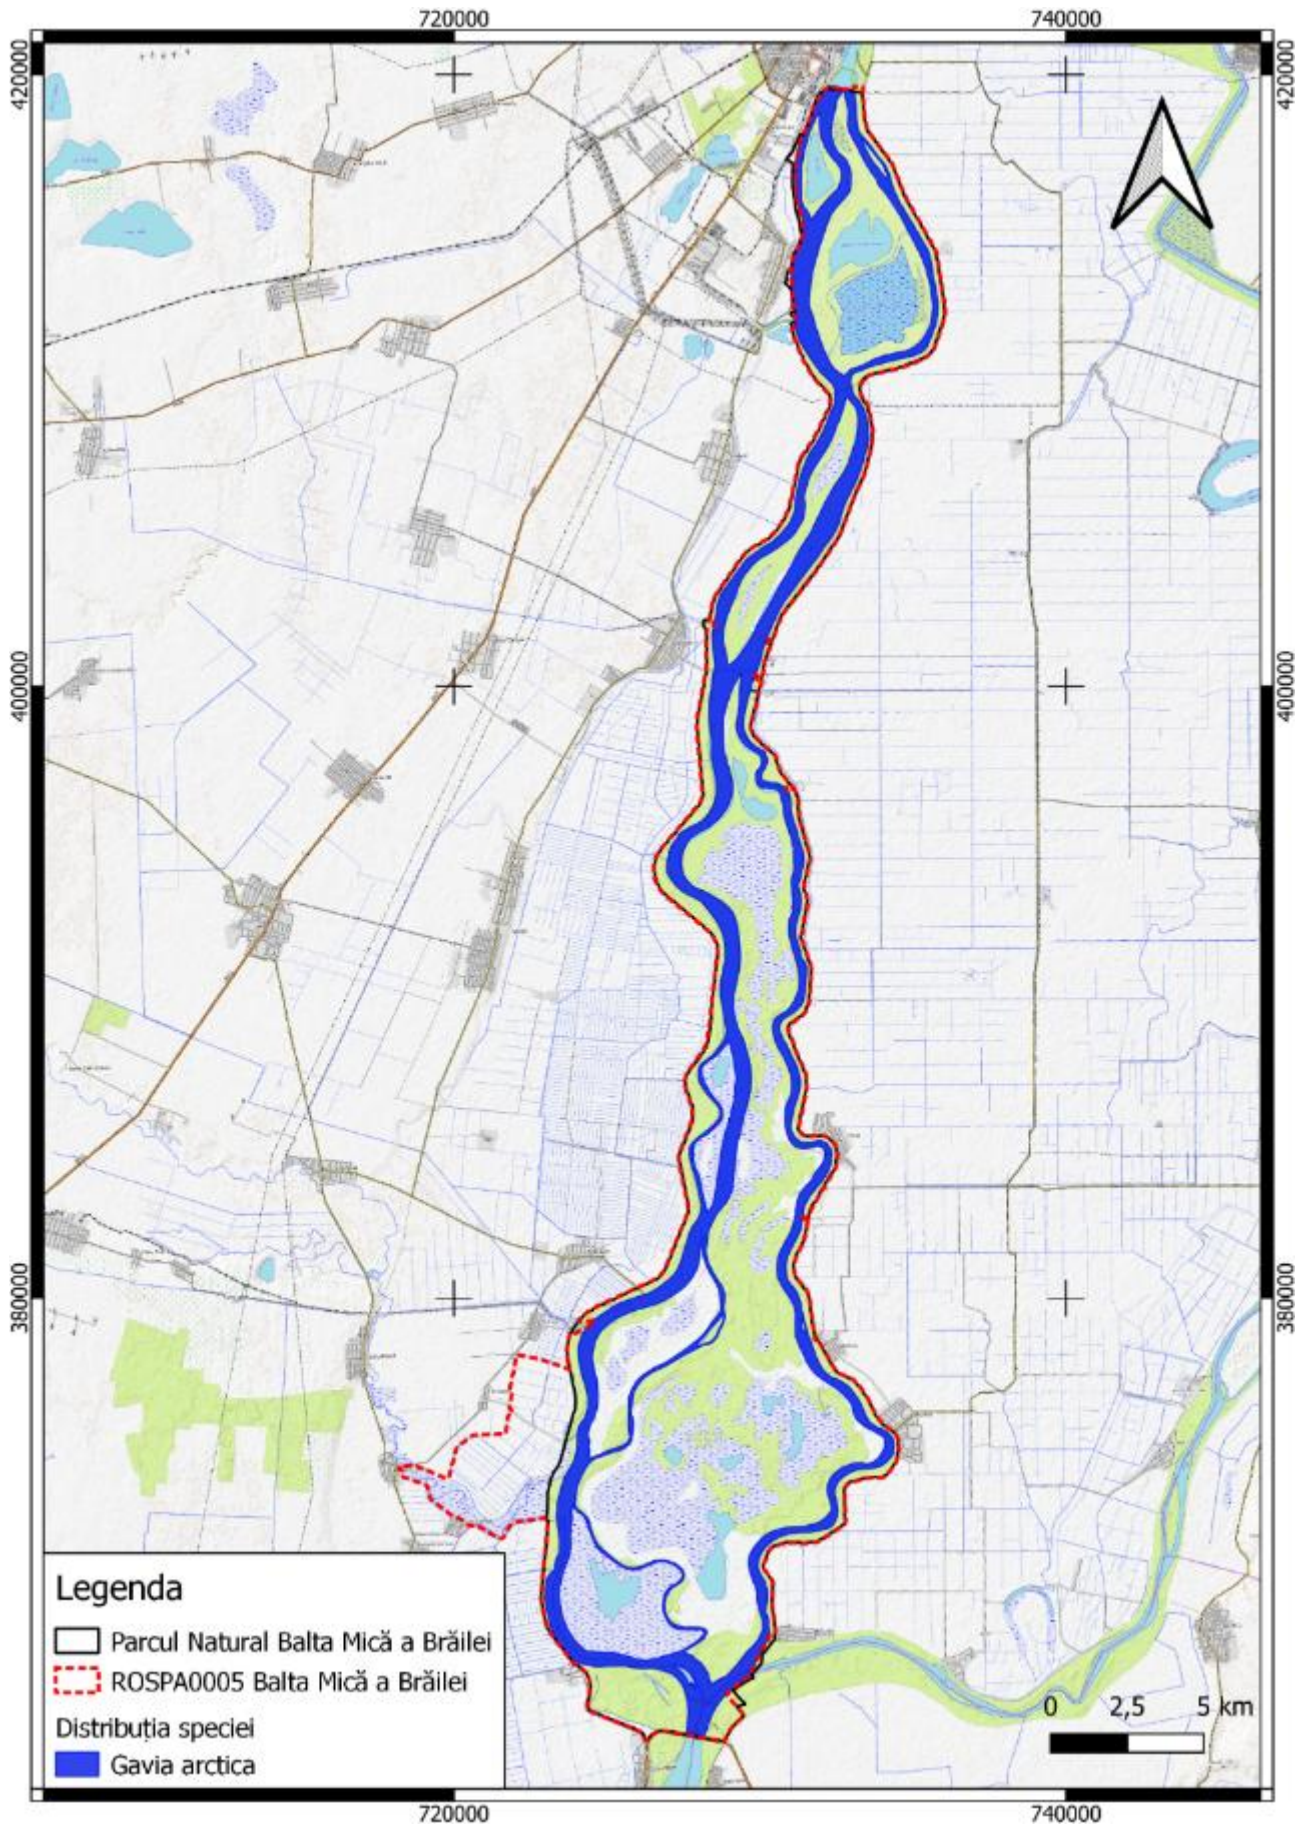 720000
740000
420000
420000
400000
400000
380000
380000
Legenda
Parcul Natural Balta Mică a Brăilei
ROSPA0005 Balta Mică a Brăilei
Distribuția speciei
Gavia arctica
0 2,5 5 km
720000
740000